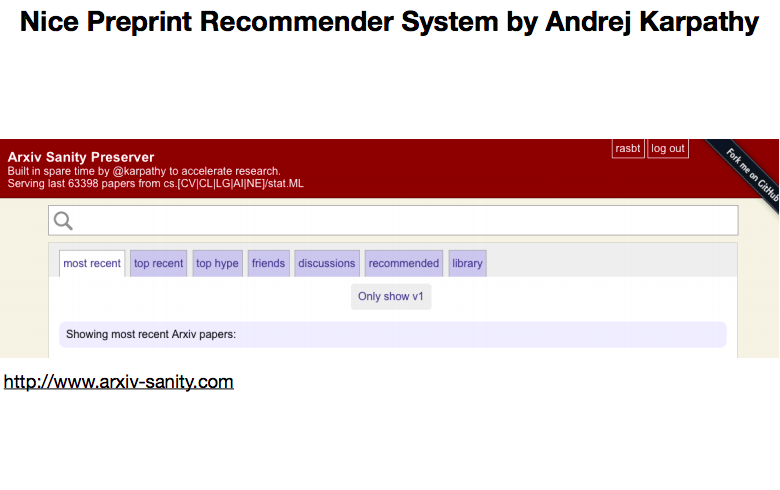 Nice Preprint Recommender System by Andrej Karpathy
Arxiv Sanity Preserver
rasbt log out
Fork me on GitHub
Built in spare time by @karpathy to accelerate research.
Serving last 63398 papers from cs.[CV|CL|LG|AI|NE]/stat.ML
most recent top recent top hype friends discussions recommended library
Only show v1
Showing most recent Arxiv papers:
http://www.arxiv-sanity.com